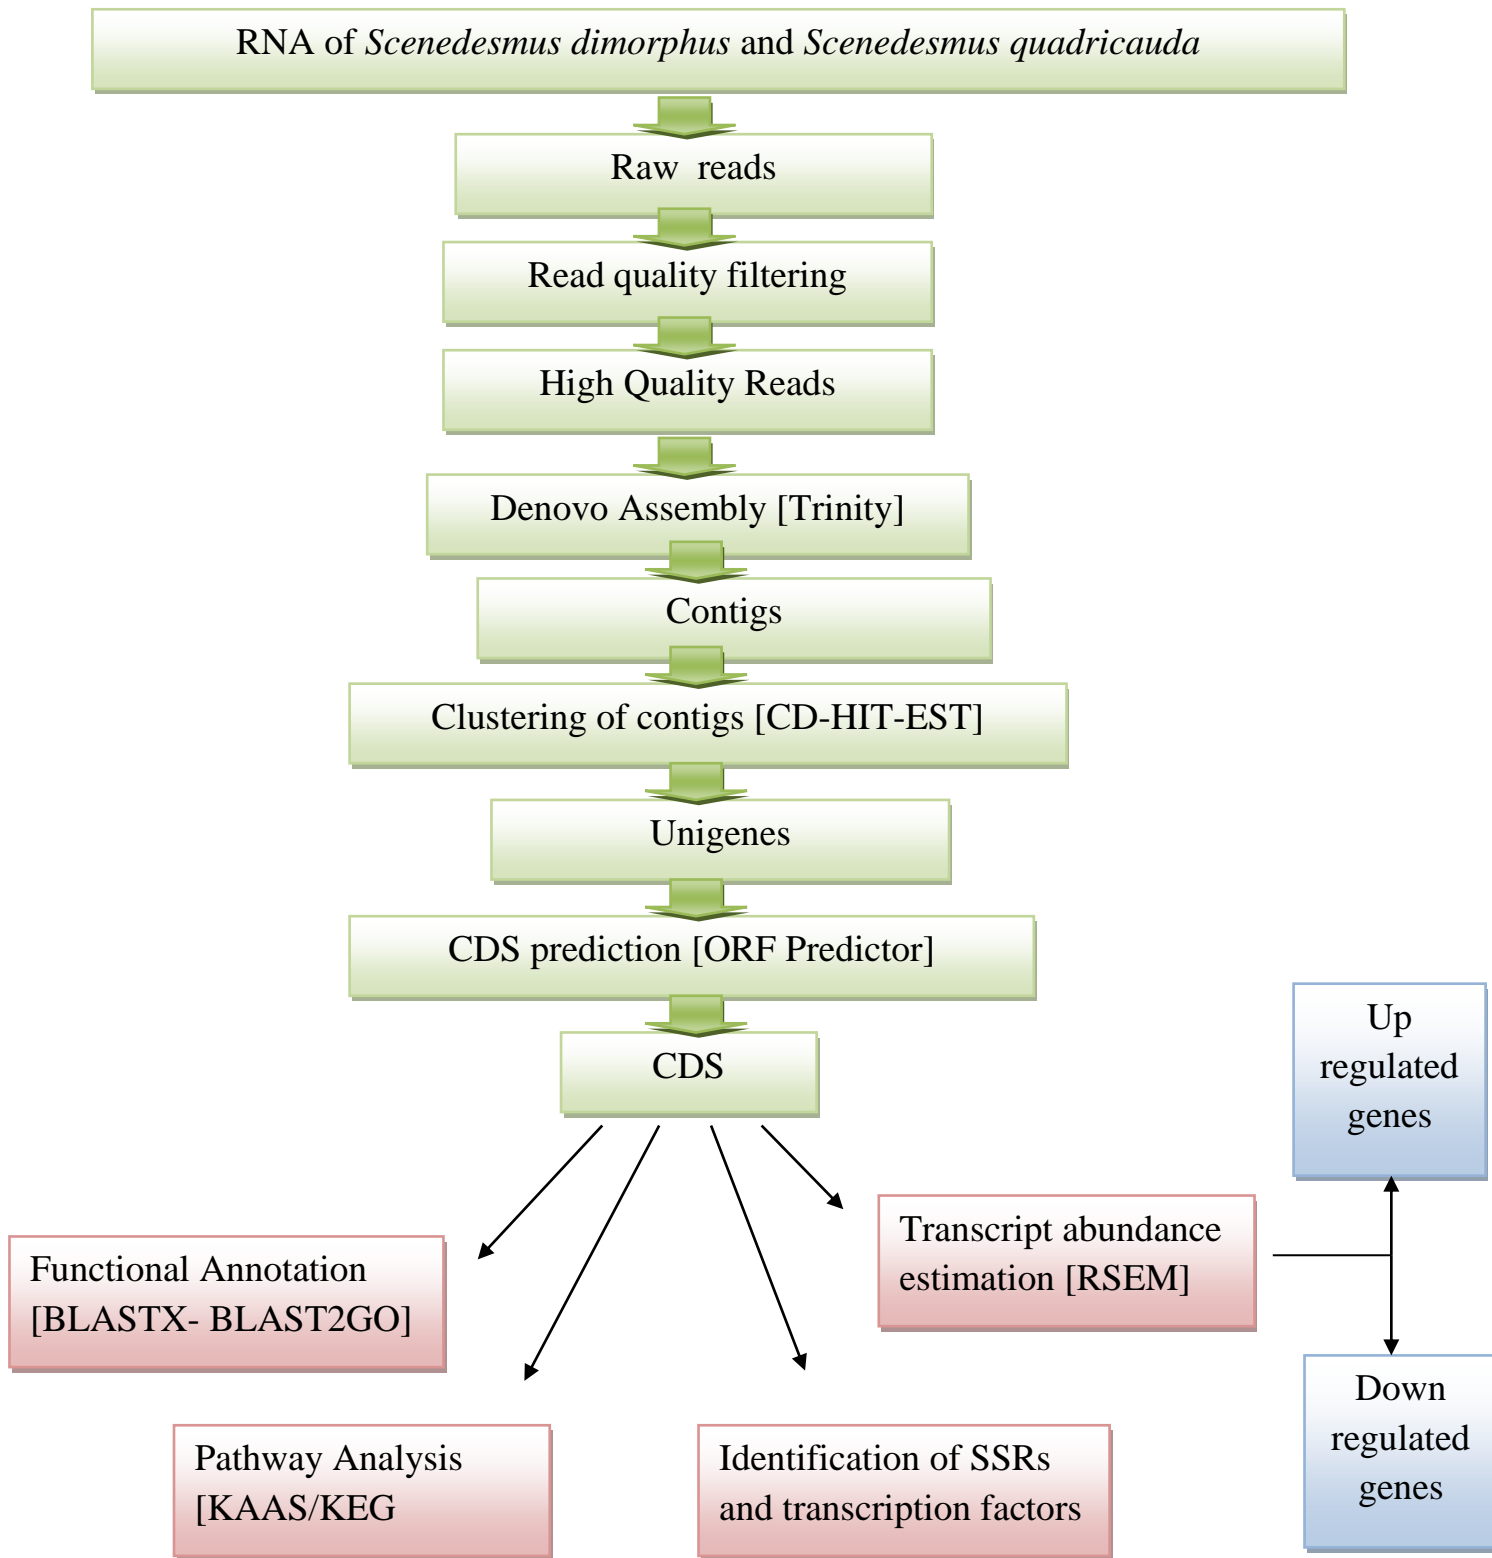 RNA of Scenedesmus dimorphus and Scenedesmus quadricauda
Raw reads
Read quality filtering
High Quality Reads
Denovo Assembly [Trinity]
Contigs
Clustering of contigs [CD-HIT-EST]
Unigenes
CDS prediction [ORF Predictor]
CDS
Up
regulated
genes
Transcript abundance
estimation [RSEM]
Functional Annotation
[BLASTX- BLAST2GO]
Down
regulated
genes
Pathway Analysis
[KAAS/KEG
Identification of SSRs
and transcription factors